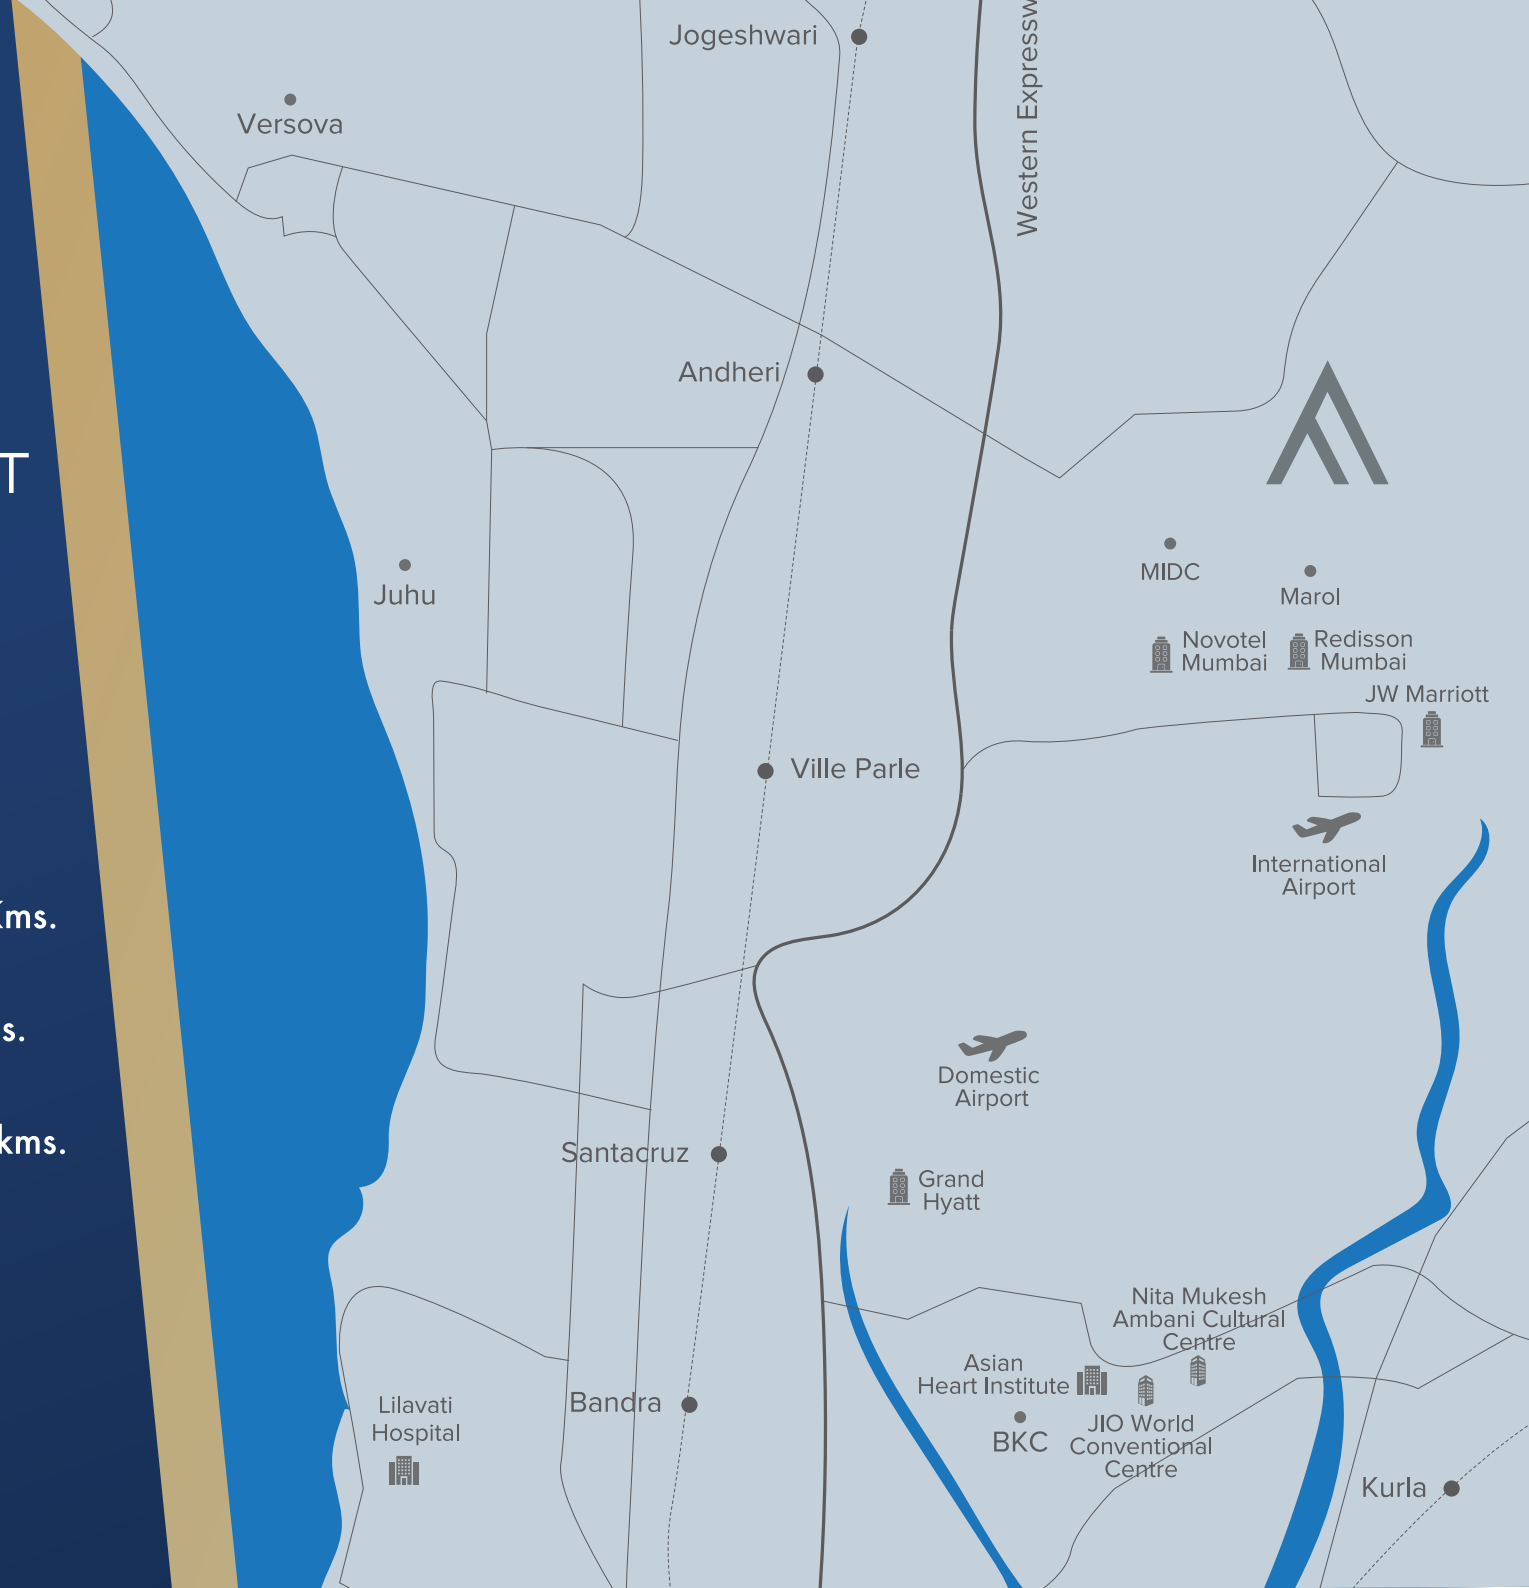 Jogeshwari
Versova
Andheri
T
MIDC
Juhu
Marol
Novotel
Mumbai
Redisson
Mumbai
JW Marriott
Ville Parle
International
Airport
Domestic
Airport
Santacruz
Grand
Hyatt
Nita Mukesh
Ambani Cultural
Centre
Asian
Heart Institute
Bandra
Lilavati
Hospital
BKC
JIO World
Conventional
Centre
Kurla
kms.
Western